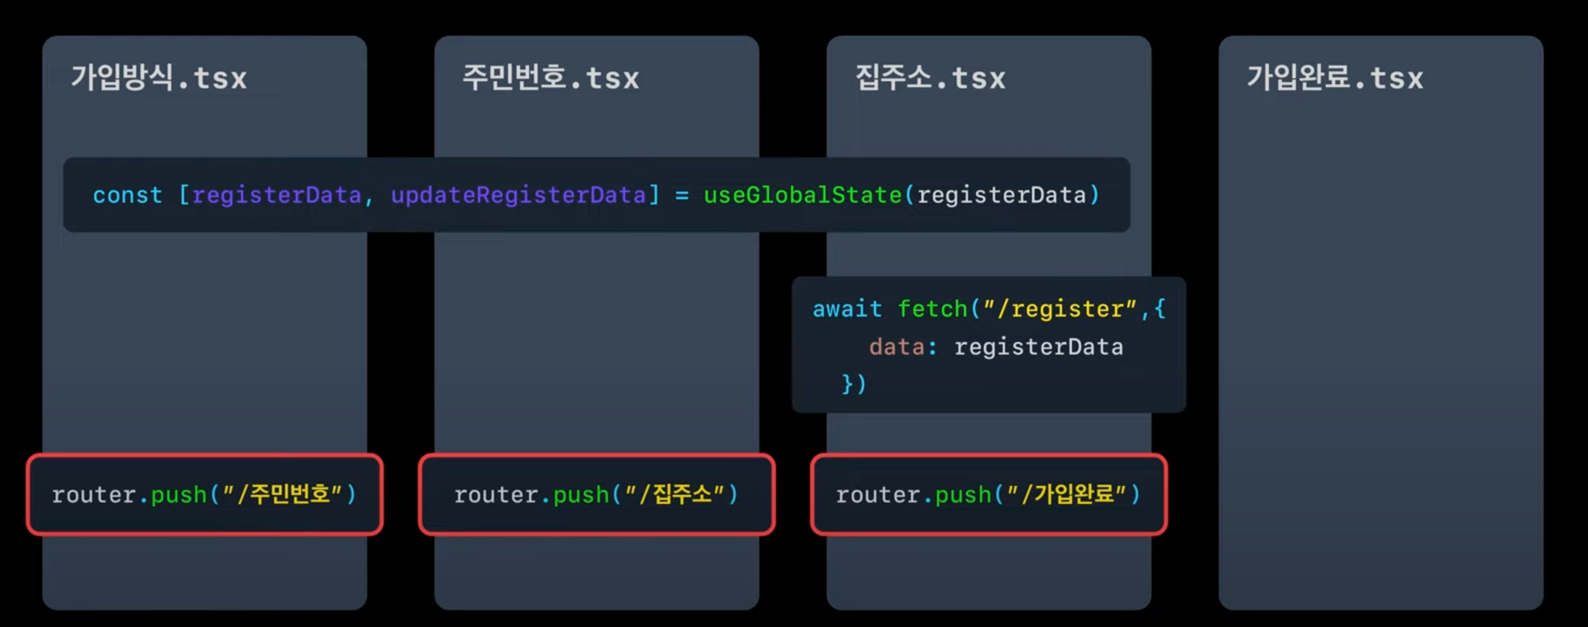 가입방식.tsx
주민번호.tsx
집주소.tsx
가입완료.tsx
const [registerData, updateRegisterData] = useGlobalState(registerData)
await fetch("/register",{
data: registerData
})
router.push("/주민번호")
router.push("/집주소")
router.push("/가입완료")